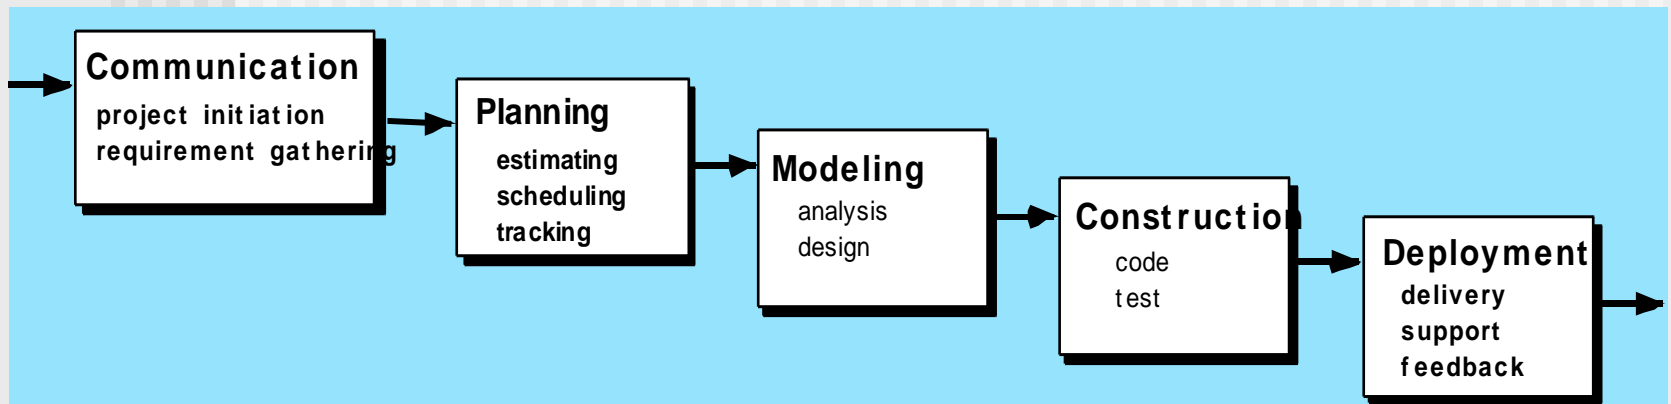 Communication
project initiation
requirement gathering
Planning
estimating
scheduling
tracking
Modeling
analysis
design
Construction
code
test
Deployment
delivery
support
feedback